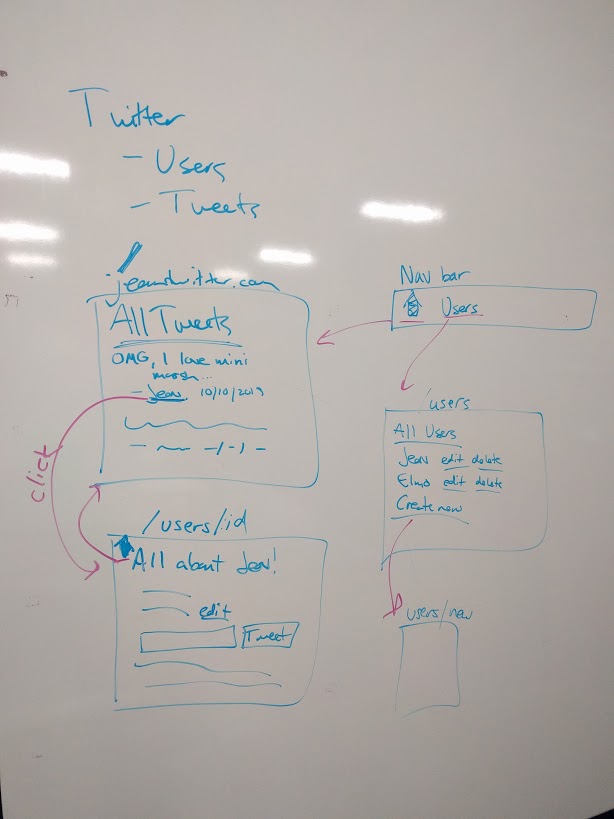 Twitter
- Users
- Tweets
/
jeanstwitter.com
All Tweets
OMG, I love mini
marsh...
- Jean 10/10/2019
click
/users/:id
All about Jean!
edit
Tweet
Nav bar
Users
/users
All Users
Jean edit delete
Elmo edit delete
Create new
users/new